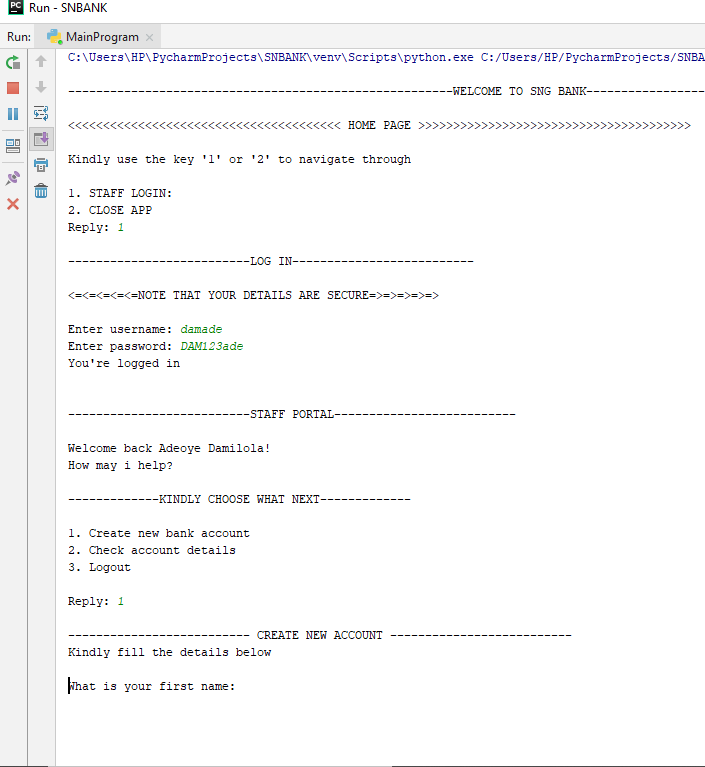 Run - SNBANK
Run: MainProgram
C:\Users\HP\PycharmProjects\SNBANK\venv\Scripts\python.exe C:/Users/HP/PycharmProjects/SNBA
-------------------------------------------------------WELCOME TO SNG BANK-----------------
<<<<<<<<<<<<<<<<<<<<<<<<<<<<<<<<<<<<<<< HOME PAGE >>>>>>>>>>>>>>>>>>>>>>>>>>>>>>>>>>>>>>>
Kindly use the key '1' or '2' to navigate through
1. STAFF LOGIN:
2. CLOSE APP
Reply: 1
--------------------------LOG IN--------------------------
<=<=<=<=<=NOTE THAT YOUR DETAILS ARE SECURE=>=>=>=>=>
Enter username: damade
Enter password: DAM123ade
You're logged in
--------------------------STAFF PORTAL--------------------------
Welcome back Adeoye Damilola!
How may i help?
-------------KINDLY CHOOSE WHAT NEXT-------------
1. Create new bank account
2. Check account details
3. Logout
Reply: 1
-------------------------- CREATE NEW ACCOUNT --------------------------
Kindly fill the details below
What is your first name: